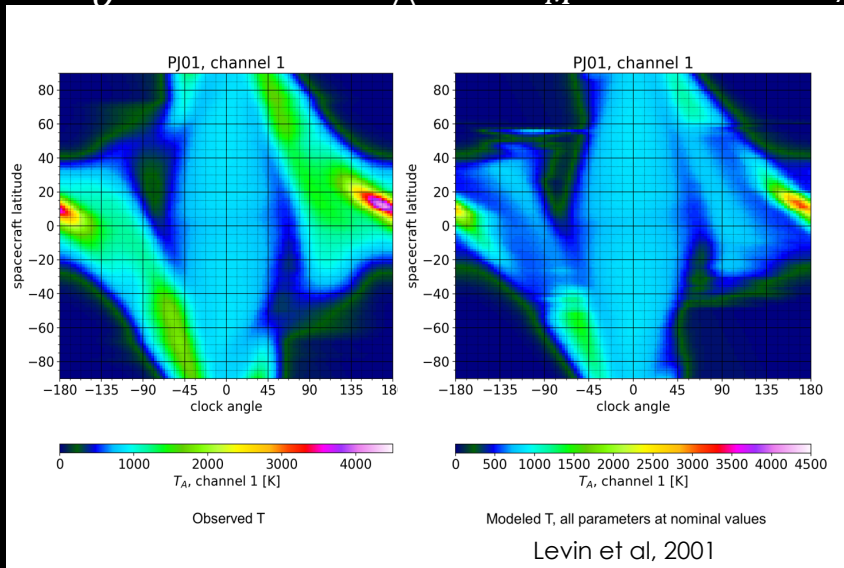 PJ01, channel 1
80
60
40
20
0
−20
−40
−60
−80
spacecraft latitude
−180 −135 −90 −45 0 45 90 135 18
clock angle
0 1000 2000 3000 4000
T_A, channel 1 [K]
Observed T
PJ01, channel 1
80
60
40
20
0
−20
−40
−60
−80
spacecraft latitude
−180 −135 −90 −45 0 45 90 135 180
clock angle
0 500 1000 1500 2000 2500 3000 3500 4000 4500
T_A, channel 1 [K]
Modeled T, all parameters at nominal values
Levin et al, 2001